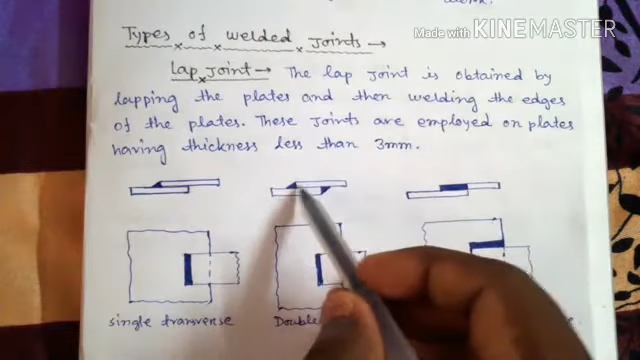 Made with KINEMASTER
Types of welded joints →
Lap joint → The lap joint is obtained by
lapping the plates and then welding the edges
of the plates. These joints are employed on plates
having thickness less than 3mm.
single transverse
Double